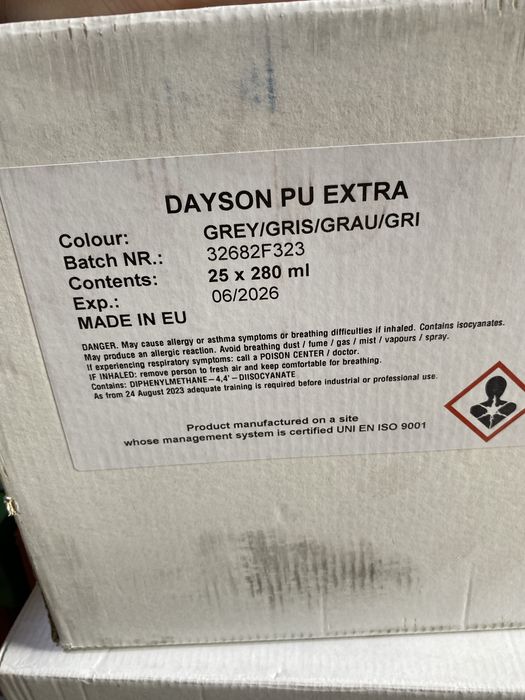 DAYSON PU EXTRA
Colour: GREY/GRIS/GRAU/GRI
Batch NR.: 32682F323
Contents: 25 x 280 ml
Exp.: 06/2026
MADE IN EU
DANGER. May cause allergy or asthma symptoms or breathing difficulties if inhaled. Contains isocyanates.
May produce an allergic reaction. Avoid breathing dust / fume / gas / mist / vapours / spray.
If experiencing respiratory symptoms: call a POISON CENTER / doctor.
IF INHALED: remove person to fresh air and keep comfortable for breathing.
Contains: DIPHENYLMETHANE-4,4'-DIISOCYANATE
As from 24 August 2023 adequate training is required before industrial or professional use.
Product manufactured on a site
whose management system is certified UNI EN ISO 9001